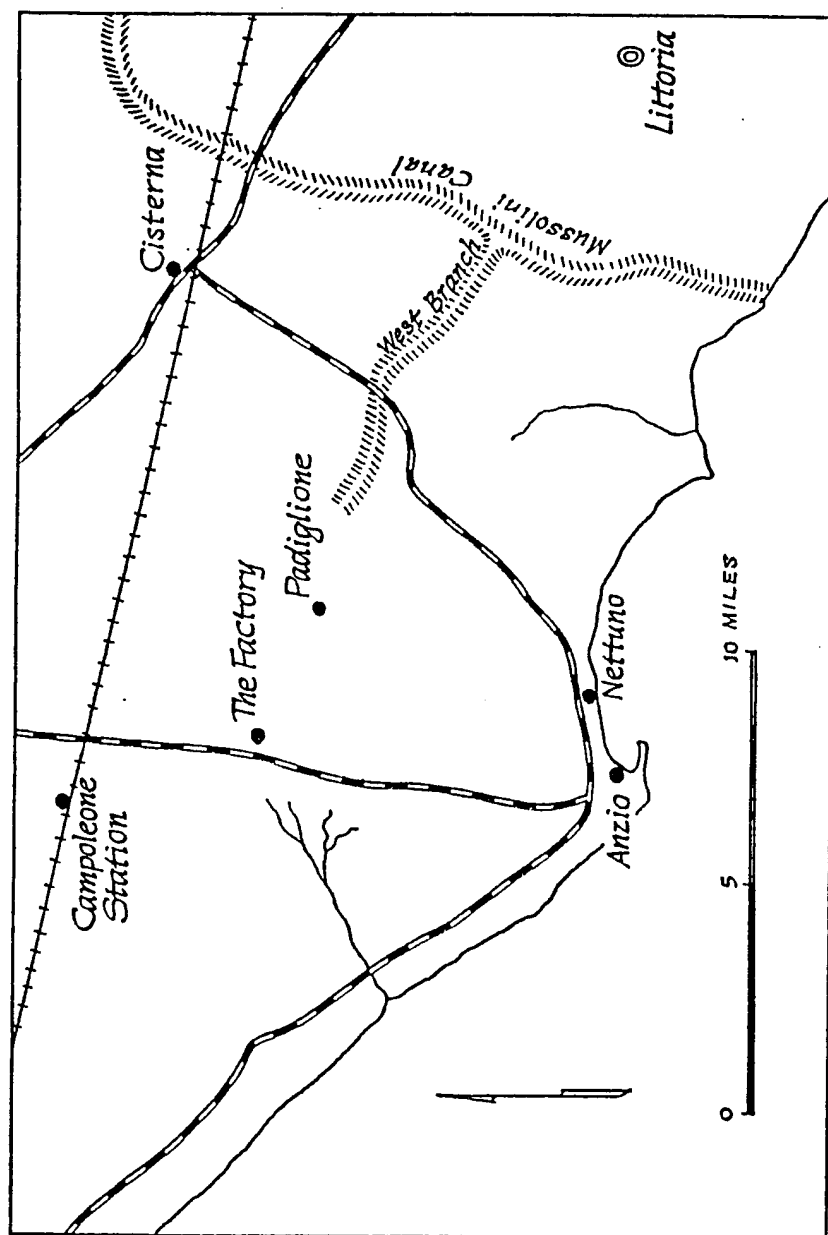 Campoleone
Station
The Factory
Padiglione
Cisterna
West Branch
Canal
Mussolini
Littoria
Anzio
Nettuno
0 5 10 MILES